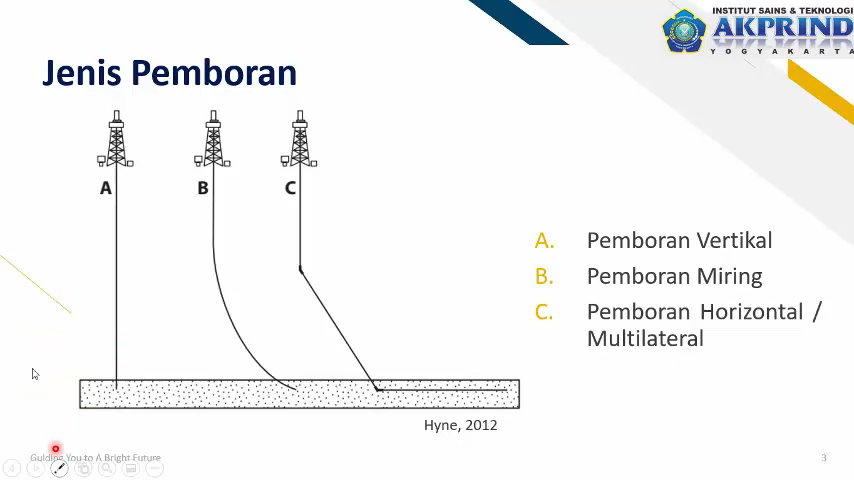 INSTITUT SAINS & TEKNOLOGI
AKPRIND
YOGYAKARTA
Jenis Pemboran
A B C
A. Pemboran Vertikal
B. Pemboran Miring
C. Pemboran Horizontal /
Multilateral
Hyne, 2012
Guiding You to A Bright Future
3